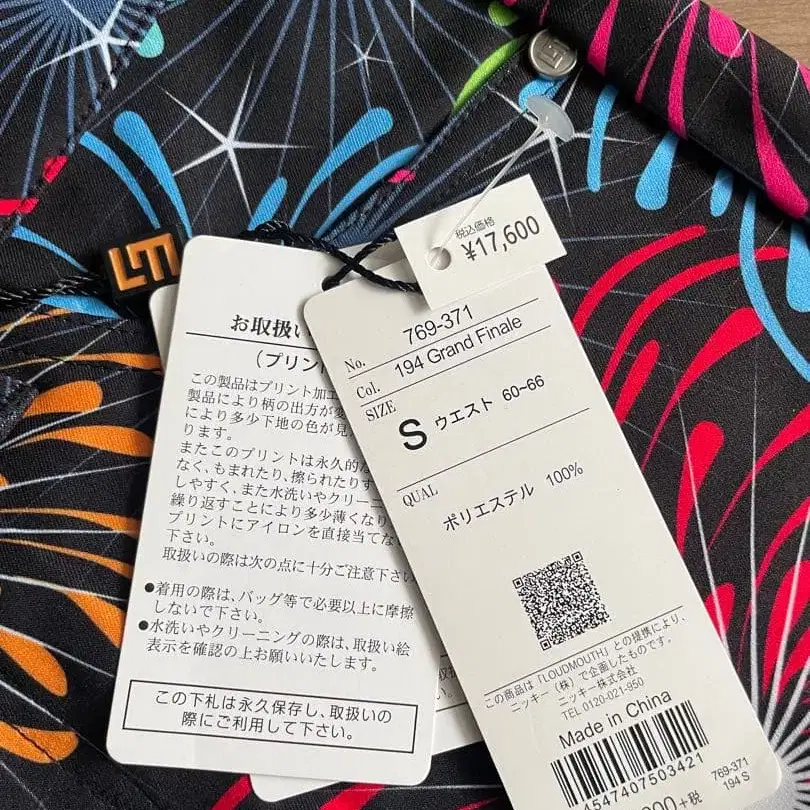 税込価格
¥17,600
No. 769-371
Col. 194 Grand Finale
SIZE
S ウエスト 60~66
QUAL
ポリエステル 100%
この商品は「LOUDMOUTH」との提携により、
ニッキー(株)で企画したものです。
ニッキー株式会社
TEL 0120-021-950
Made in China
4547407503421
769-371
194 S
+税
お取扱い
(プリン
この製品はプリント加工
製品により柄の出方が変
により多少下地の色が見
ります。
またこのプリントは永久的な
なく、もまれたり、擦られたりす
しやすく、また水洗いやクリーニン
繰り返すことにより多少薄くなり
プリントにアイロンを直接当てな
下さい。
取扱いの際は次の点に十分ご注意下さい
●着用の際は、バッグ等で必要以上に摩擦
しないで下さい。
●水洗いやクリーニングの際は、取扱い絵
表示を確認の上お願いいたします。
この下札は永久保存し、取扱いの
際にご利用して下さい。